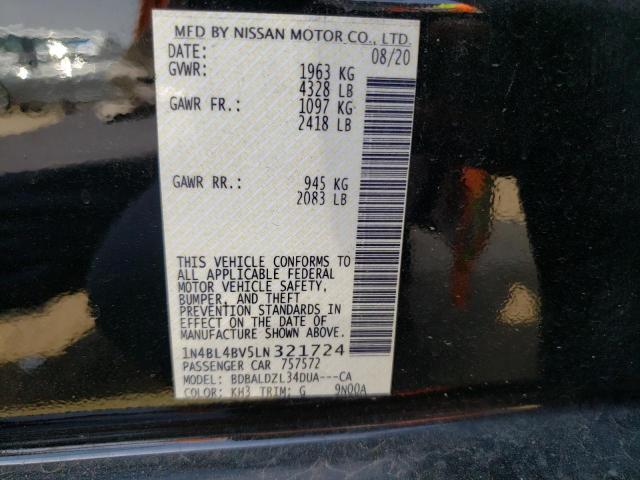 MFD BY NISSAN MOTOR CO., LTD.
DATE: 08/20
GVWR: 1963 KG
4328 LB
GAWR FR.: 1097 KG
2418 LB
GAWR RR.: 945 KG
2083 LB
THIS VEHICLE CONFORMS TO
ALL APPLICABLE FEDERAL
MOTOR VEHICLE SAFETY,
BUMPER, AND THEFT
PREVENTION STANDARDS IN
EFFECT ON THE DATE OF
MANUFACTURE SHOWN ABOVE.
1N4BL4BV5LN321724
PASSENGER CAR 757572
MODEL: BDBALDZL34DUA---CA
COLOR: KH3 TRIM: G 9N00A